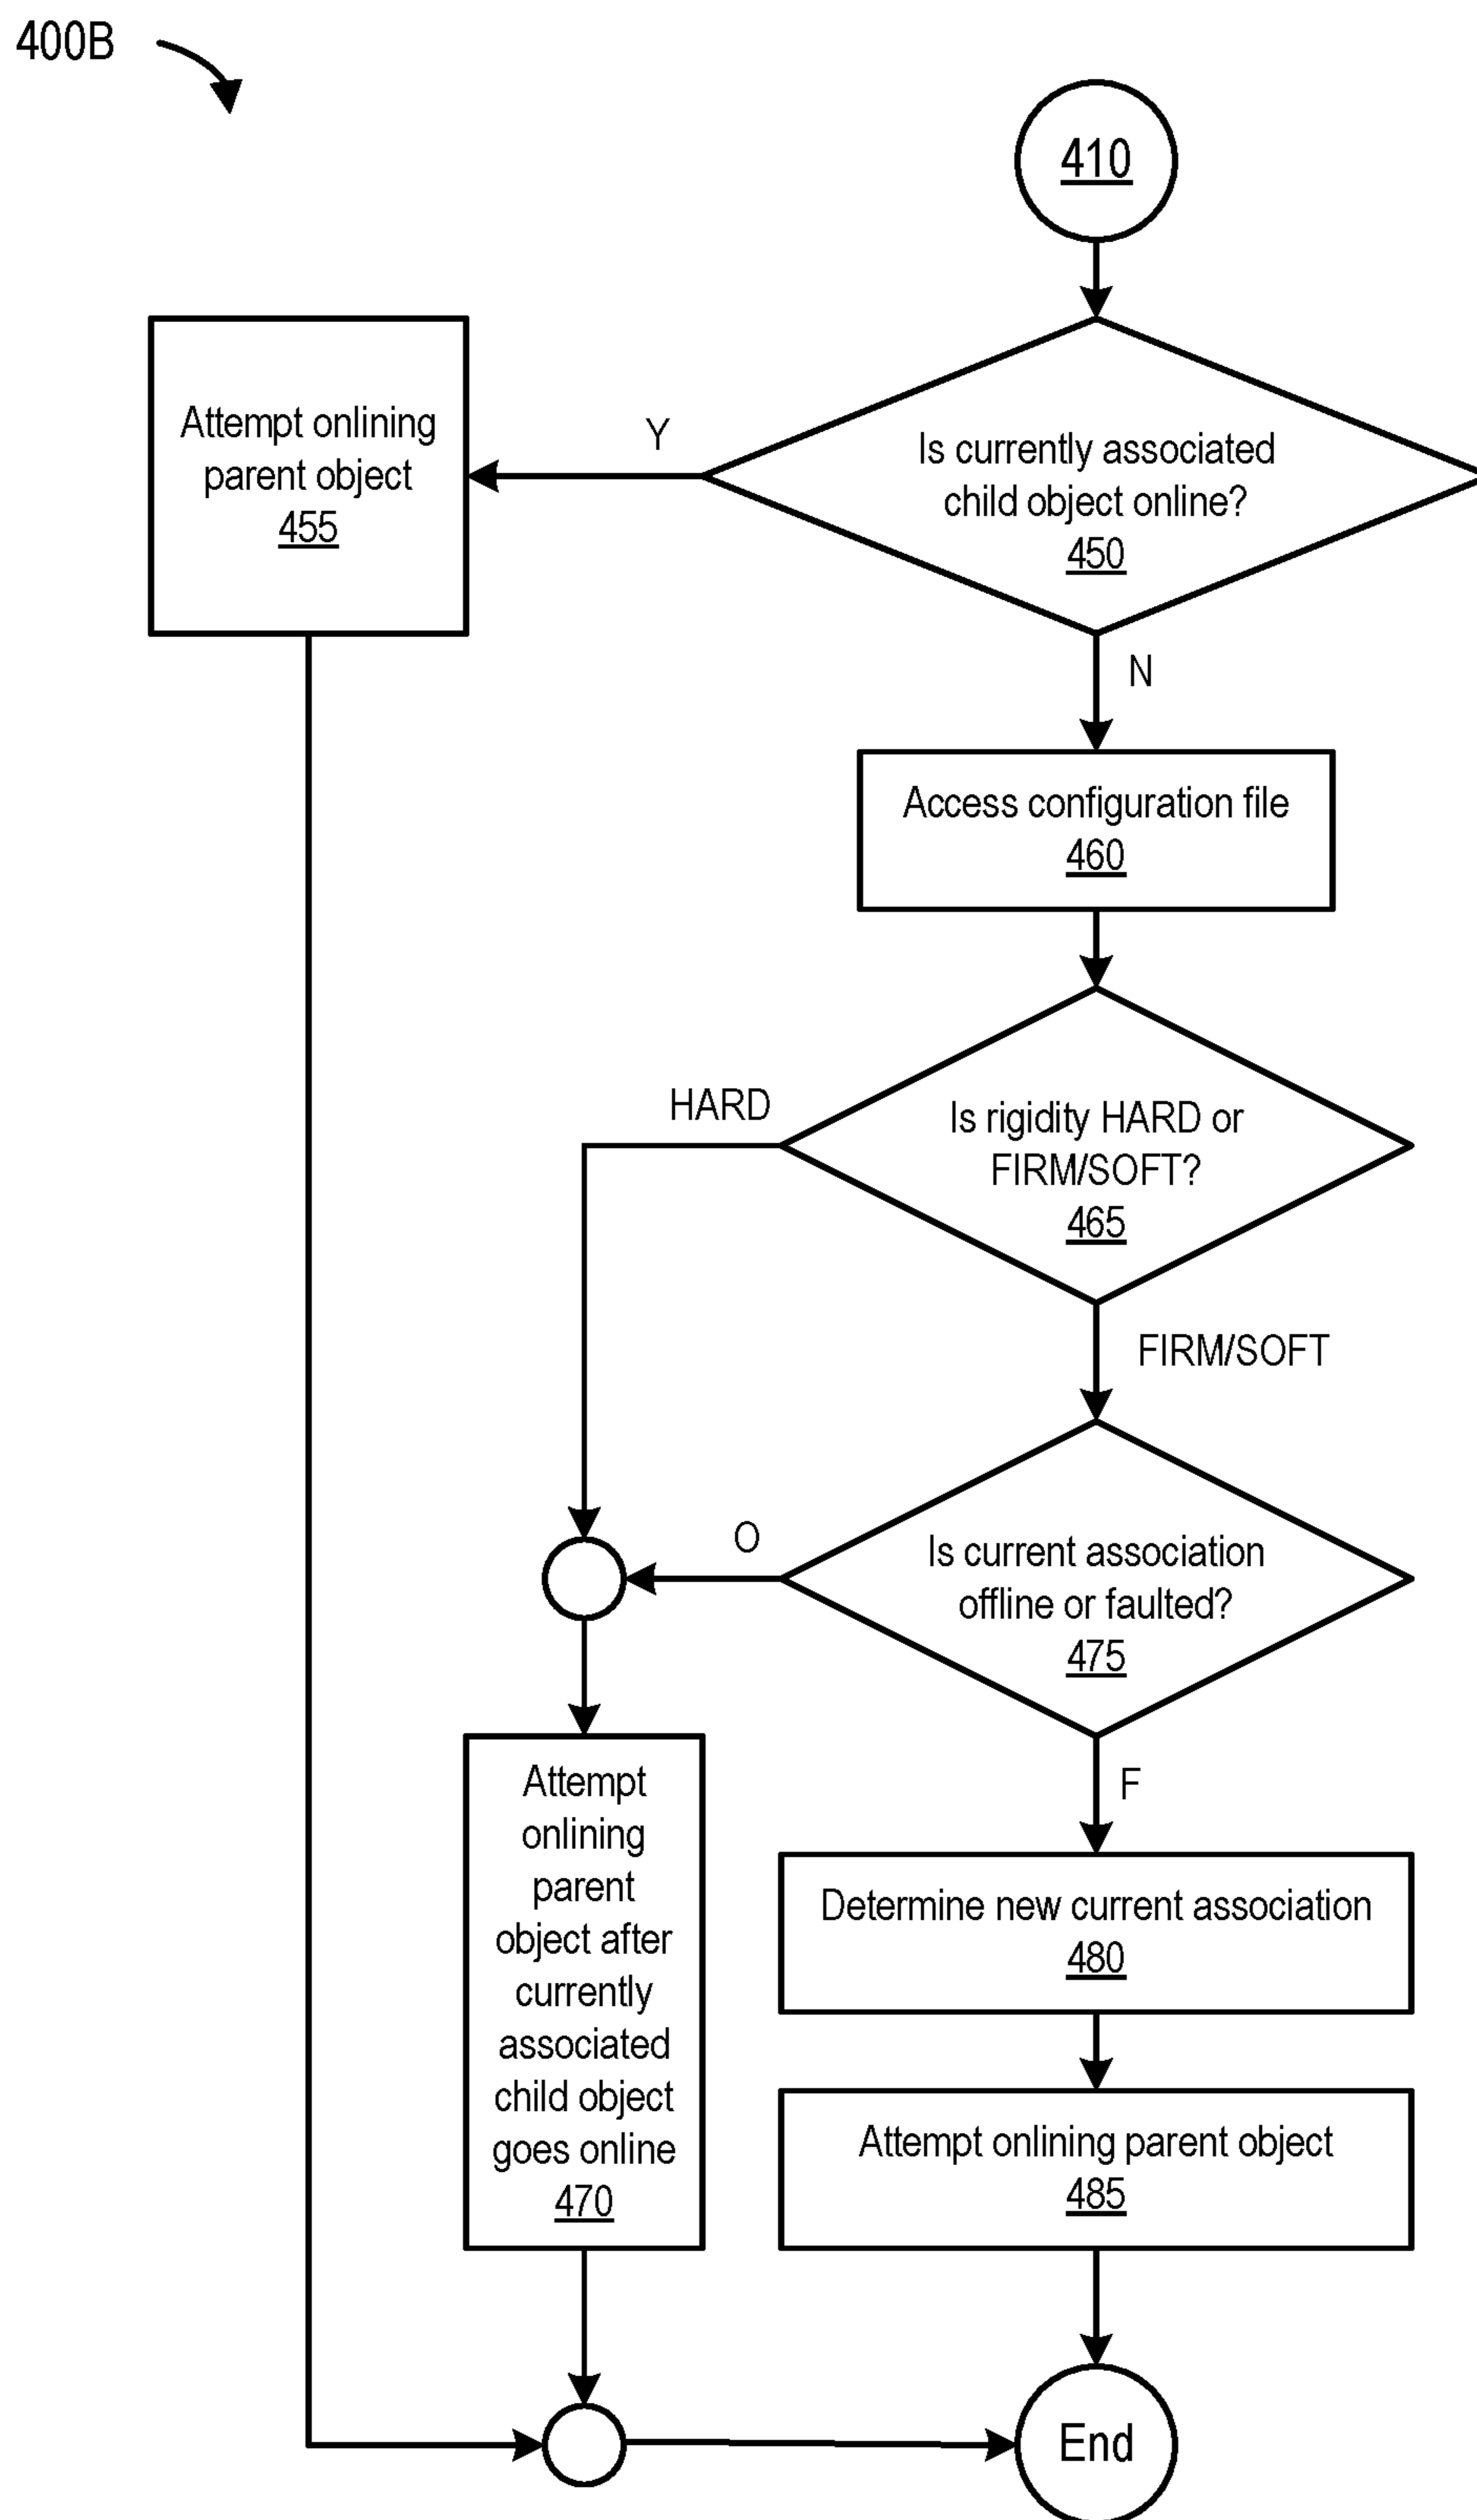 400B
410
Is currently associated
child object online?
450
Y
Attempt onlining
parent object
455
N
Access configuration file
460
Is rigidity HARD or
FIRM/SOFT?
465
HARD
FIRM/SOFT
Is current association
offline or faulted?
475
O
F
Attempt
onlining
parent
object after
currently
associated
child object
goes online
470
Determine new current association
480
Attempt onlining parent object
485
End